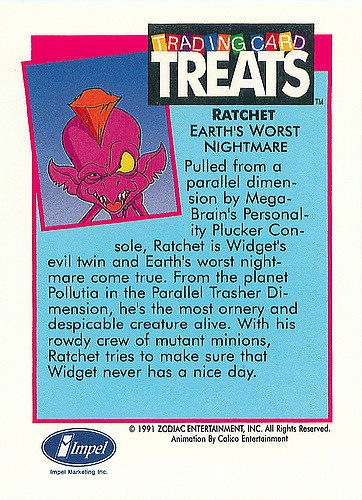 TRADING CARD
TREATS™
RATCHET
EARTH'S WORST
NIGHTMARE
Pulled from a
parallel dimen-
sion by Mega-
Brain's Personal-
ity Plucker Con-
sole, Ratchet is Widget's
evil twin and Earth's worst night-
mare come true. From the planet
Pollutia in the Parallel Trasher Di-
mension, he's the most ornery and
despicable creature alive. With his
rowdy crew of mutant minions,
Ratchet tries to make sure that
Widget never has a nice day.
© 1991 ZODIAC ENTERTAINMENT, INC. All Rights Reserved.
Animation By Calico Entertainment
Impel
Impel Marketing Inc.